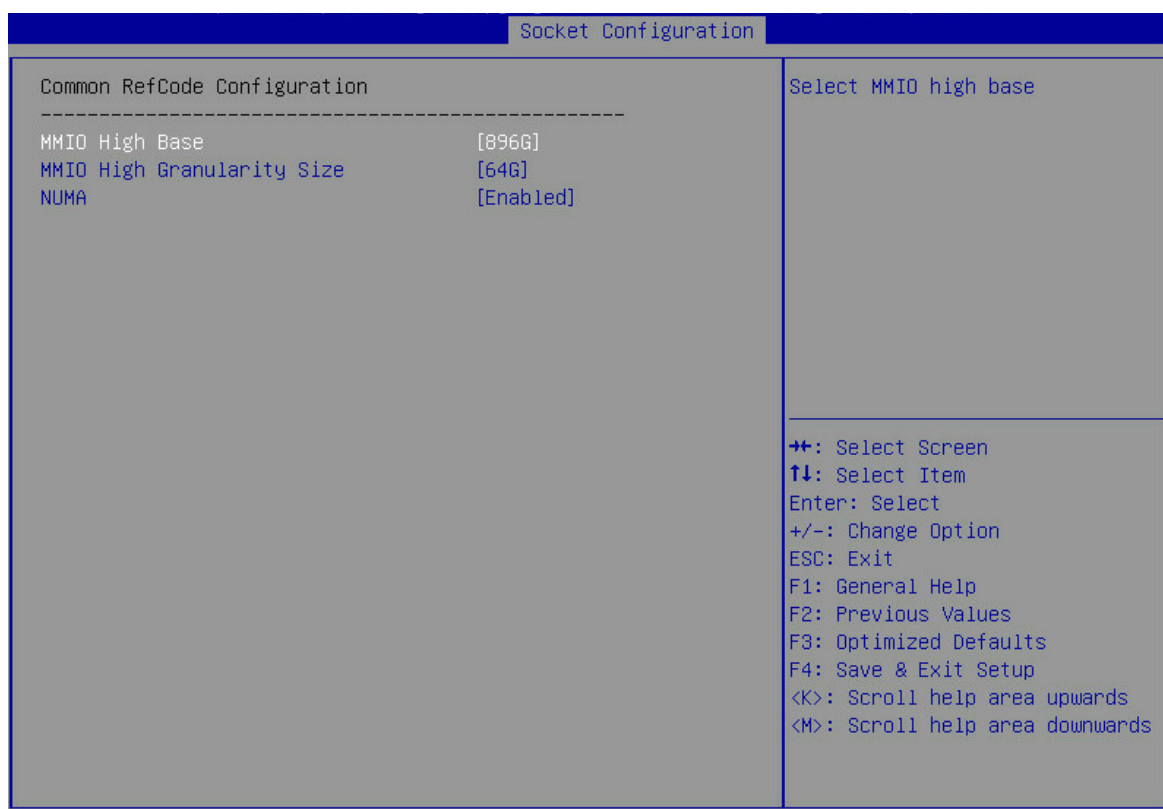 Socket Configuration
Common RefCode Configuration
Select MMIO high base
--------------------------------------------------
MMIO High Base [896G]
MMIO High Granularity Size [64G]
NUMA [Enabled]
→←: Select Screen
↑↓: Select Item
Enter: Select
+/-: Change Option
ESC: Exit
F1: General Help
F2: Previous Values
F3: Optimized Defaults
F4: Save & Exit Setup
<K>: Scroll help area upwards
<M>: Scroll help area downwards